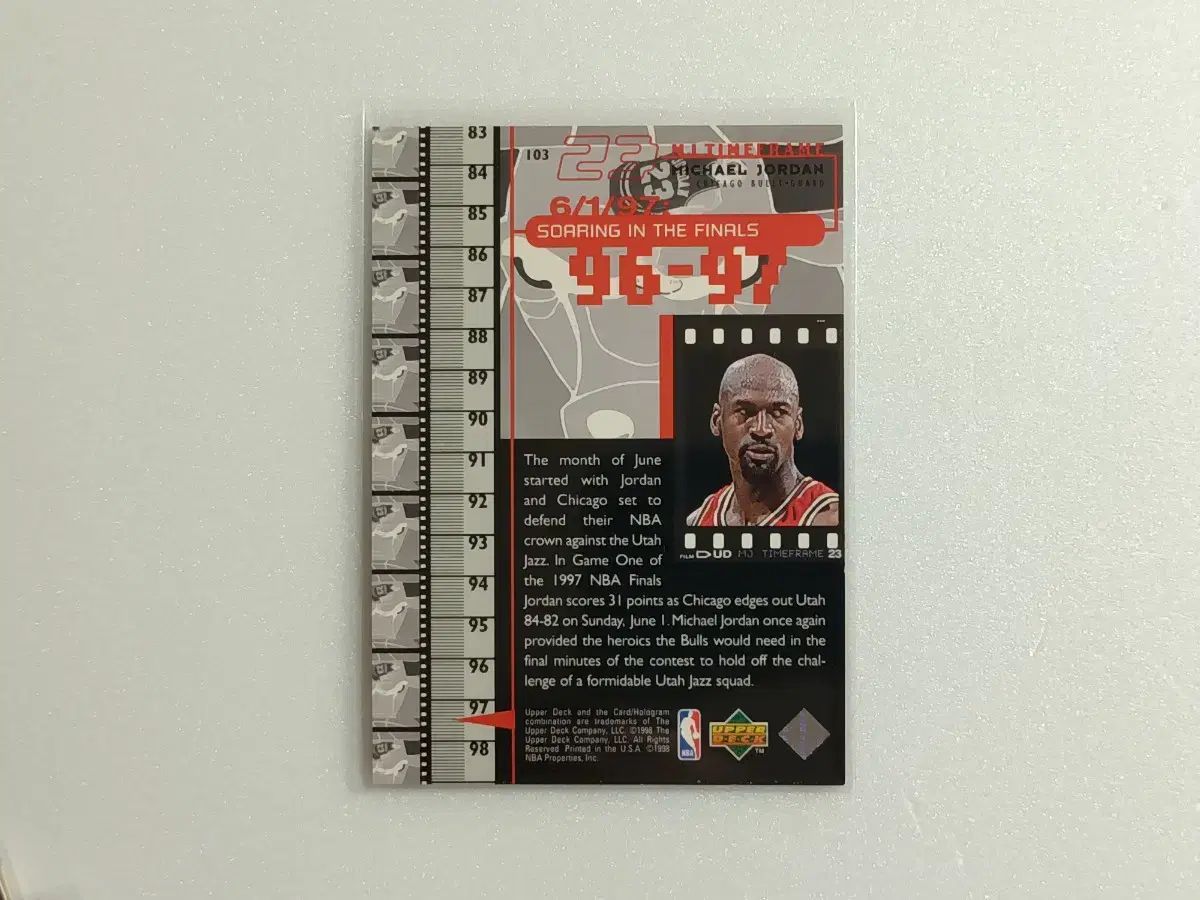 83
84
85
86
87
88
89
90
91
92
93
94
95
96
97
98
103
23
MJ TIMEFRAME
MICHAEL JORDAN
CHICAGO BULLS•GUARD
23
6/1/97:
SOARING IN THE FINALS
96-97
FILM UD MJ TIMEFRAME 23
The month of June
started with Jordan
and Chicago set to
defend their NBA
crown against the Utah
Jazz. In Game One of
the 1997 NBA Finals
Jordan scores 31 points as Chicago edges out Utah
84-82 on Sunday, June 1. Michael Jordan once again
provided the heroics the Bulls would need in the
final minutes of the contest to hold off the chal-
lenge of a formidable Utah Jazz squad.
Upper Deck and the Card/Hologram
combination are trademarks of The
Upper Deck Company, LLC. ©1998 The
Upper Deck Company, LLC. All Rights
Reserved. Printed in the U.S.A. ©1998
NBA Properties, Inc.
NBA
UPPER
DECK
TM